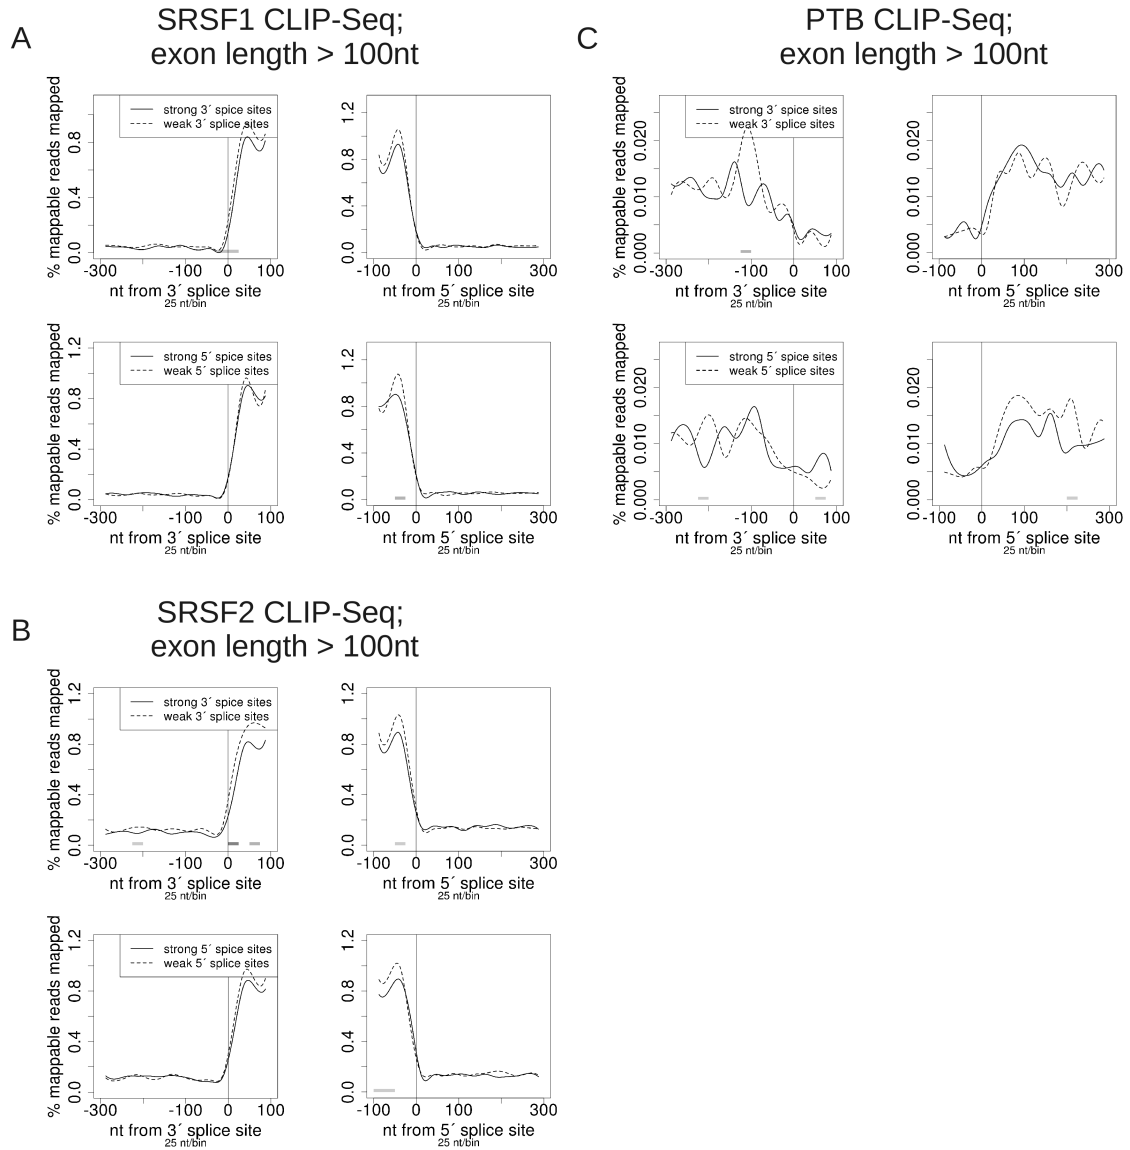 A
SRSF1 CLIP-Seq;
exon length > 100nt
% mappable reads mapped
0.8
0.4
0.0
strong 3´ splice sites
weak 3´ splice sites
-300 -100 0 100
nt from 3´ splice site
25 nt/bin
1.2
0.8
0.4
0.0
-100 0 100 300
nt from 5´ splice site
25 nt/bin
% mappable reads mapped
1.2
0.8
0.4
0.0
strong 5´ spice sites
weak 5´ splice sites
-300 -100 0 100
nt from 3´ splice site
25 nt/bin
1.2
0.8
0.4
0.0
-100 0 100 300
nt from 5´ splice site
25 nt/bin
C
PTB CLIP-Seq;
exon length > 100nt
% mappable reads mapped
0.020
0.010
0.000
strong 3´ splice sites
weak 3´ splice sites
-300 -100 0 100
nt from 3´ splice site
25 nt/bin
0.020
0.010
0.000
-100 0 100 300
nt from 5´ splice site
25 nt/bin
% mappable reads mapped
0.020
0.010
0.000
strong 5´ spice sites
weak 5´ splice sites
-300 -100 0 100
nt from 3´ splice site
25 nt/bin
0.020
0.010
0.000
-100 0 100 300
nt from 5´ splice site
25 nt/bin
B
SRSF2 CLIP-Seq;
exon length > 100nt
% mappable reads mapped
1.2
0.8
0.4
0.0
strong 3´ spice sites
weak 3´ splice sites
-300 -100 0 100
nt from 3´ splice site
25 nt/bin
1.2
0.8
0.4
0.0
-100 0 100 300
nt from 5´ splice site
25 nt/bin
% mappable reads mapped
1.2
0.8
0.4
0.0
strong 5´ spice sites
weak 5´ splice sites
-300 -100 0 100
nt from 3´ splice site
25 nt/bin
1.2
0.8
0.4
0.0
-100 0 100 300
nt from 5´ splice site
25 nt/bin